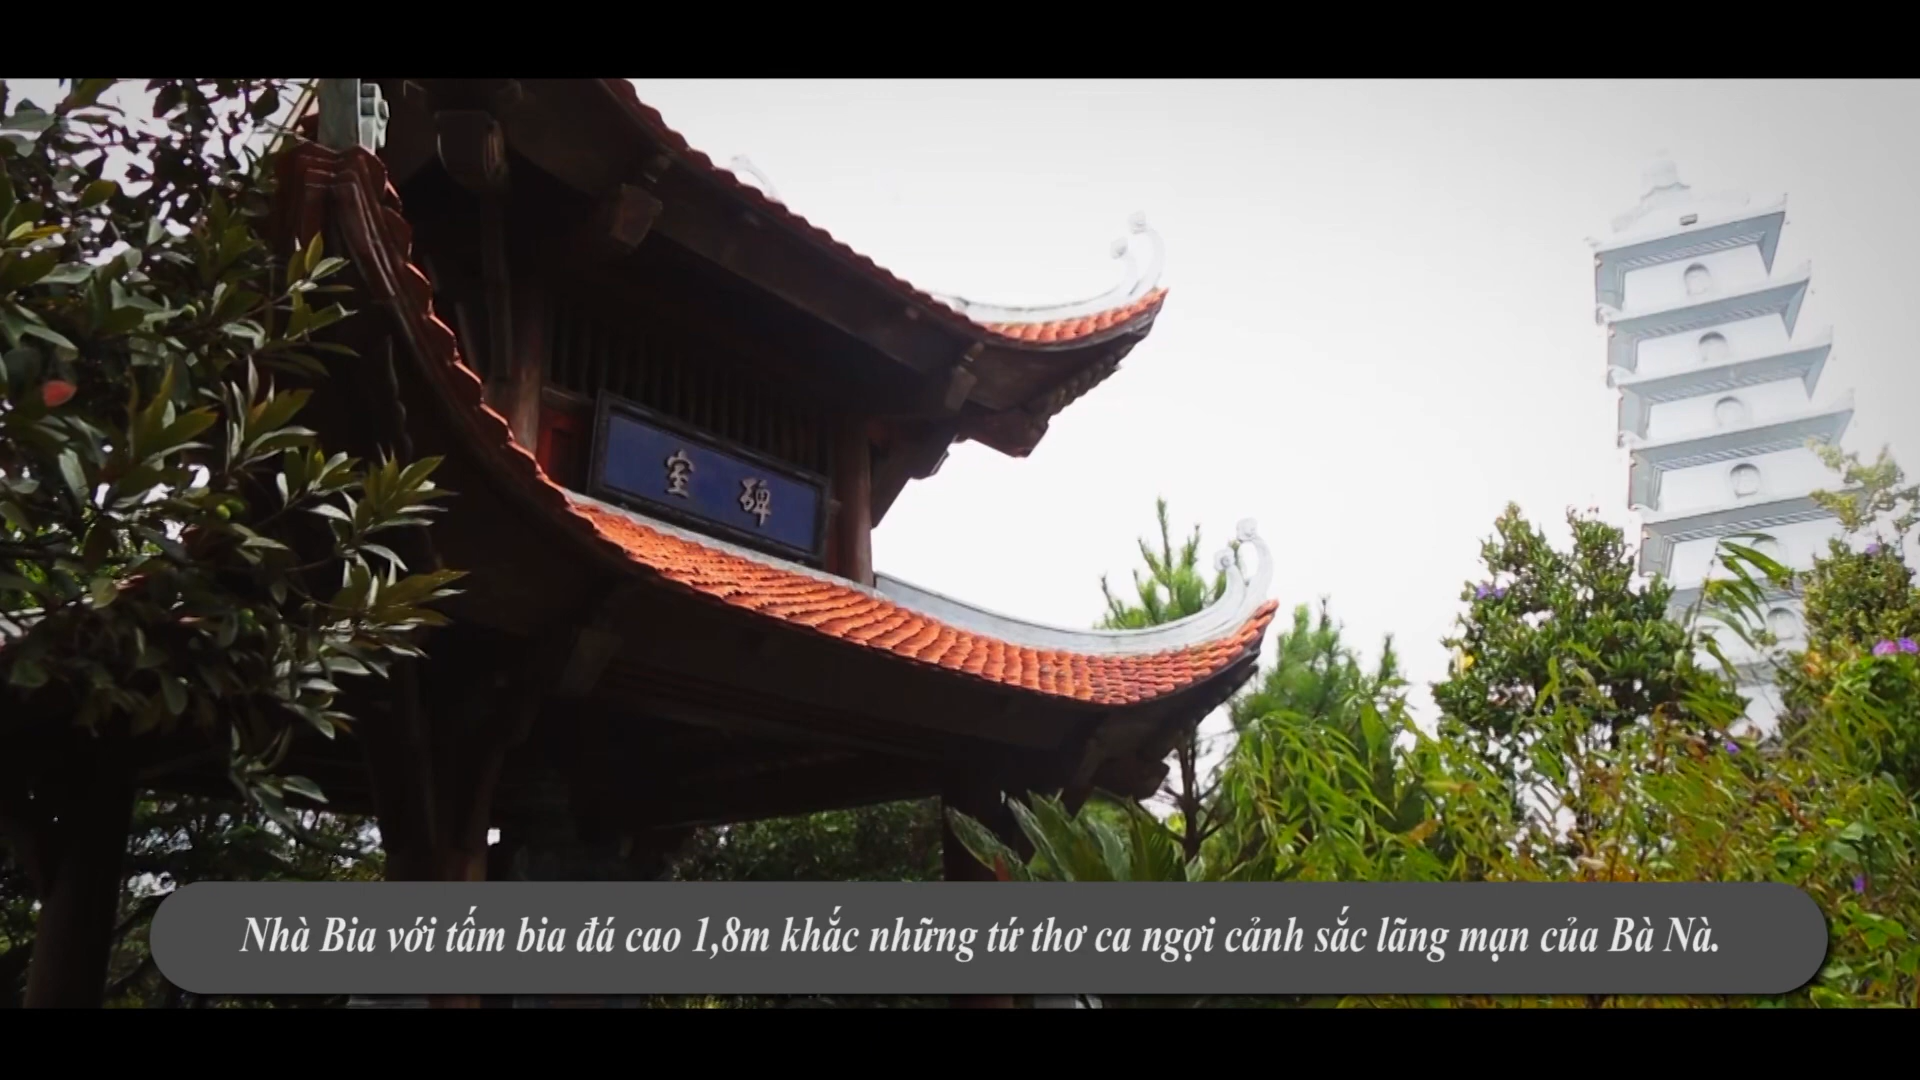 室碑
Nhà Bia với tấm bia đá cao 1,8m khắc những tứ thơ ca ngợi cảnh sắc lãng mạn của Bà Nà.